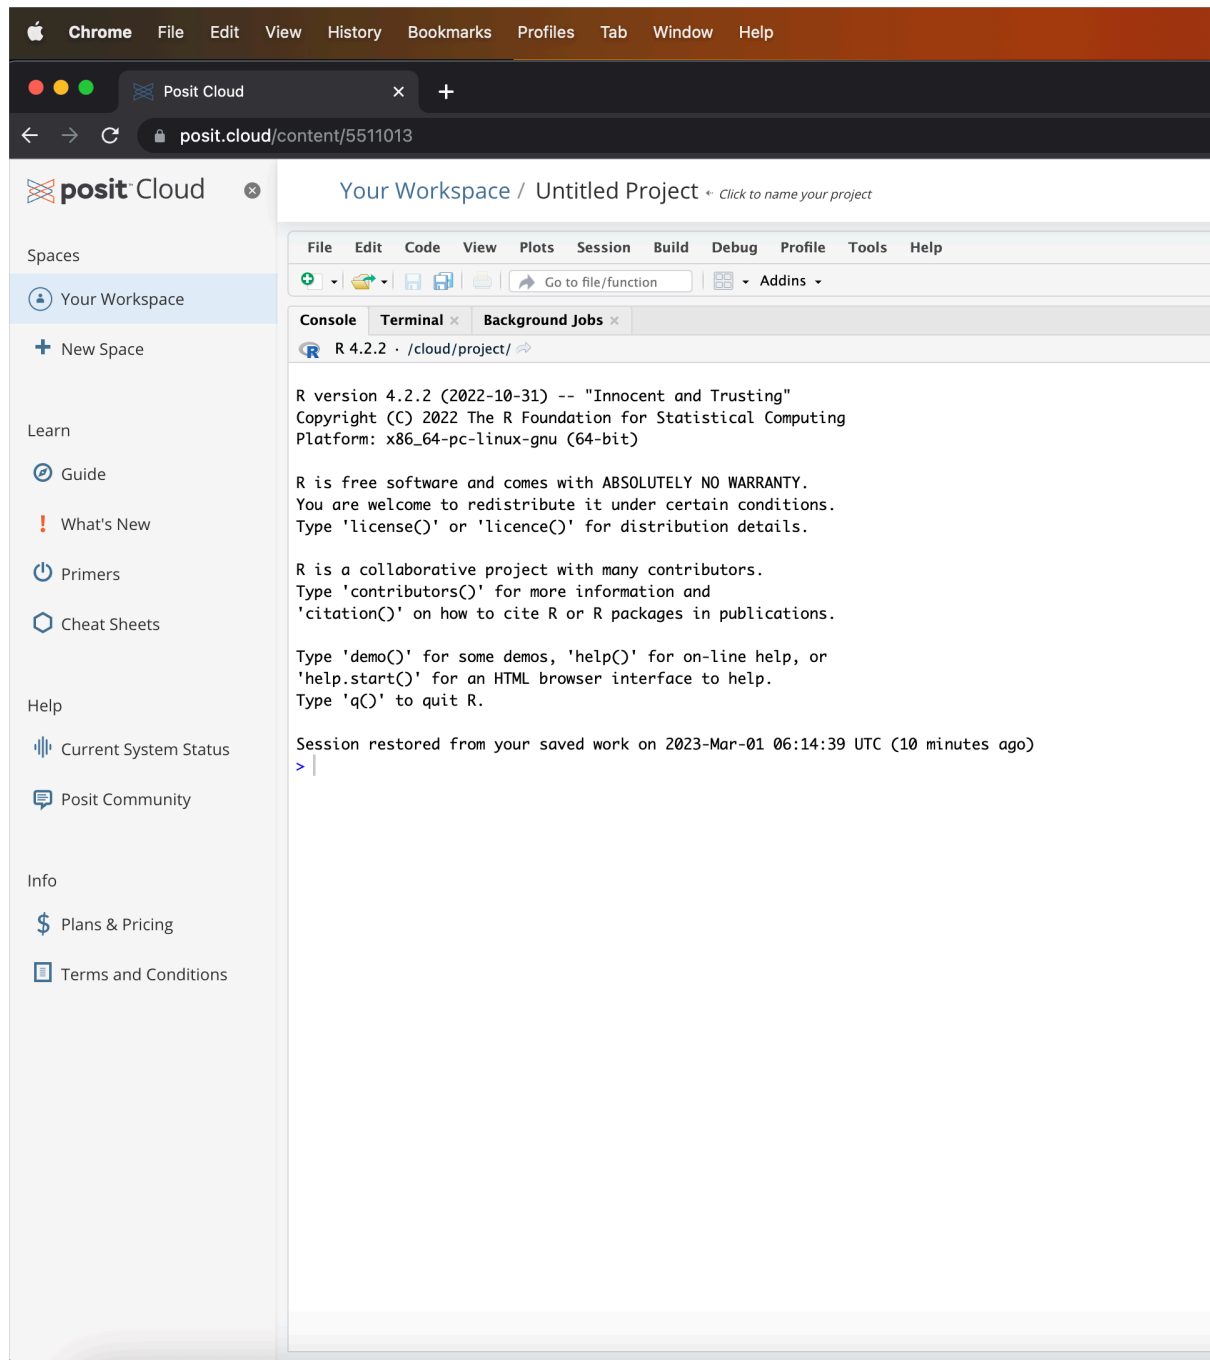 Chrome File Edit View History Bookmarks Profiles Tab Window Help
Posit Cloud
posit.cloud/content/5511013
posit Cloud
Your Workspace / Untitled Project ← Click to name your project
Spaces
Your Workspace
New Space
Learn
Guide
What's New
Primers
Cheat Sheets
Help
Current System Status
Posit Community
Info
Plans & Pricing
Terms and Conditions
File Edit Code View Plots Session Build Debug Profile Tools Help
Go to file/function Addins
Console Terminal Background Jobs
R R 4.2.2 · /cloud/project/
R version 4.2.2 (2022-10-31) -- "Innocent and Trusting"
Copyright (C) 2022 The R Foundation for Statistical Computing
Platform: x86_64-pc-linux-gnu (64-bit)
R is free software and comes with ABSOLUTELY NO WARRANTY.
You are welcome to redistribute it under certain conditions.
Type 'license()' or 'licence()' for distribution details.
R is a collaborative project with many contributors.
Type 'contributors()' for more information and
'citation()' on how to cite R or R packages in publications.
Type 'demo()' for some demos, 'help()' for on-line help, or
'help.start()' for an HTML browser interface to help.
Type 'q()' to quit R.
Session restored from your saved work on 2023-Mar-01 06:14:39 UTC (10 minutes ago)
>